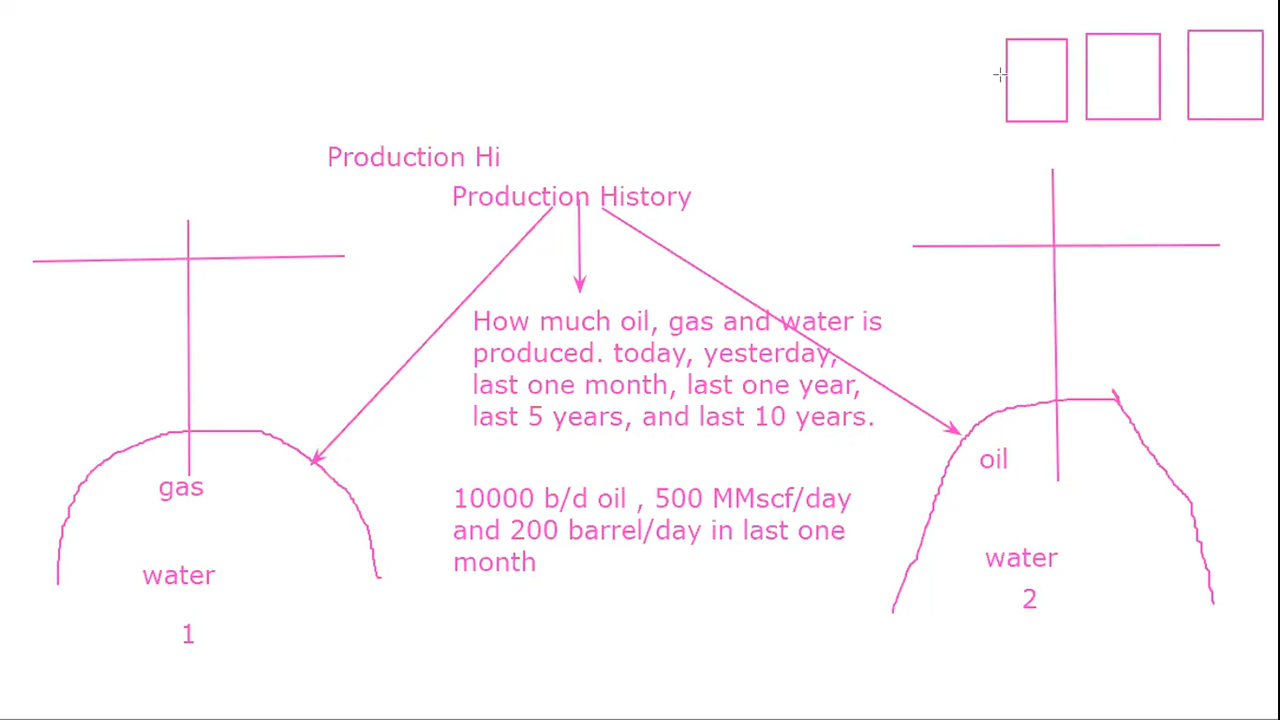 Production Hi
Production History
How much oil, gas and water is
produced. today, yesterday,
last one month, last one year,
last 5 years, and last 10 years.
10000 b/d oil , 500 MMscf/day
and 200 barrel/day in last one
month
gas
water
1
oil
water
2